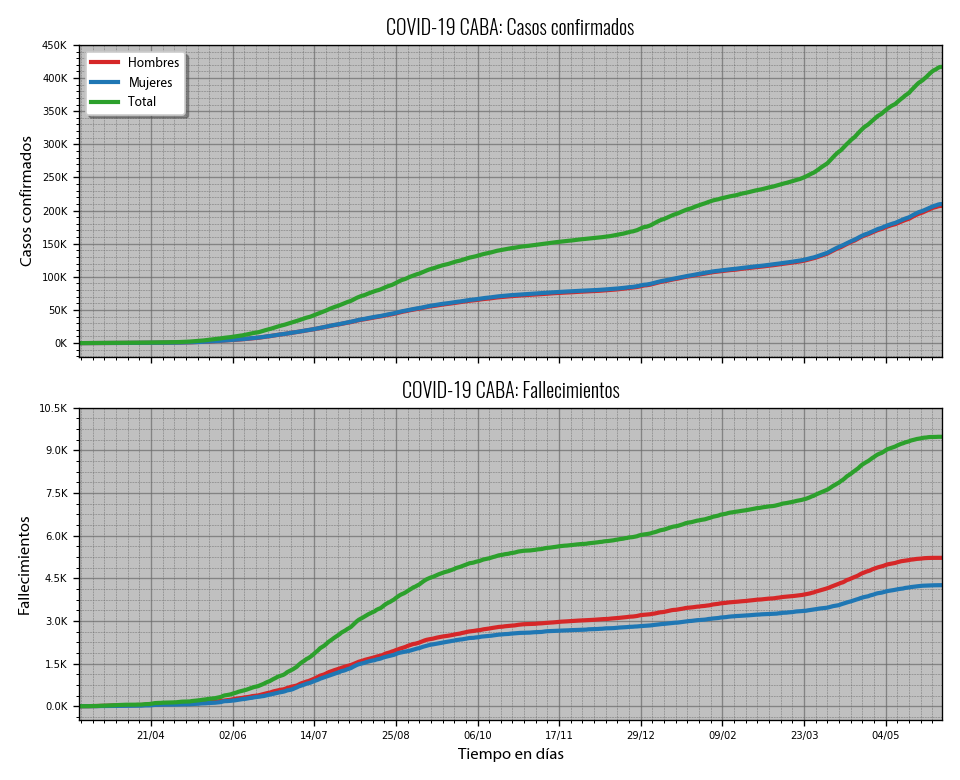 COVID-19 CABA: Casos confirmados
450K
400K
350K
300K
250K
200K
150K
100K
50K
0K
Casos confirmados
Hombres
Mujeres
Total
COVID-19 CABA: Fallecimientos
10.5K
9.0K
7.5K
6.0K
4.5K
3.0K
1.5K
0.0K
Fallecimientos
21/04 02/06 14/07 25/08 06/10 17/11 29/12 09/02 23/03 04/05
Tiempo en días